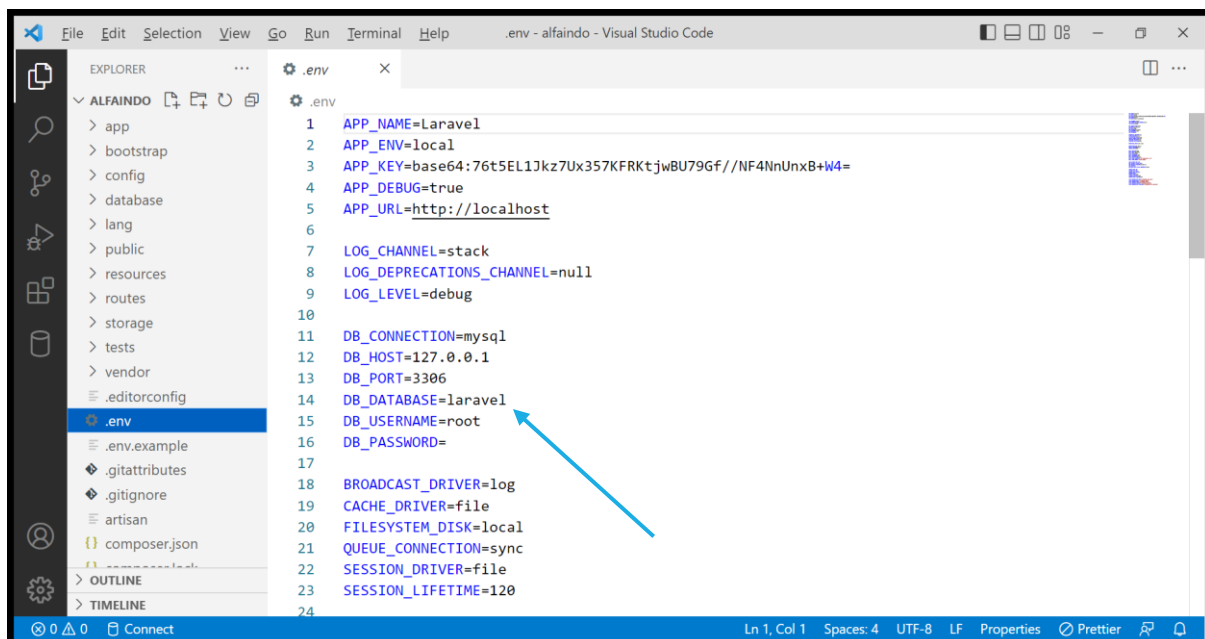 File Edit Selection View Go Run Terminal Help .env - alfaindo - Visual Studio Code
EXPLORER
ALFAINDO
app
bootstrap
config
database
lang
public
resources
routes
storage
tests
vendor
.editorconfig
.env
.env.example
.gitattributes
.gitignore
artisan
composer.json
OUTLINE
TIMELINE
.env
.env
1 APP_NAME=Laravel
2 APP_ENV=local
3 APP_KEY=base64:76t5EL1Jkz7Ux357KFRKtjwBU79Gf//NF4NnUnxB+W4=
4 APP_DEBUG=true
5 APP_URL=http://localhost
6
7 LOG_CHANNEL=stack
8 LOG_DEPRECATIONS_CHANNEL=null
9 LOG_LEVEL=debug
10
11 DB_CONNECTION=mysql
12 DB_HOST=127.0.0.1
13 DB_PORT=3306
14 DB_DATABASE=laravel
15 DB_USERNAME=root
16 DB_PASSWORD=
17
18 BROADCAST_DRIVER=log
19 CACHE_DRIVER=file
20 FILESYSTEM_DISK=local
21 QUEUE_CONNECTION=sync
22 SESSION_DRIVER=file
23 SESSION_LIFETIME=120
24
0 0 Connect Ln 1, Col 1 Spaces: 4 UTF-8 LF Properties Prettier